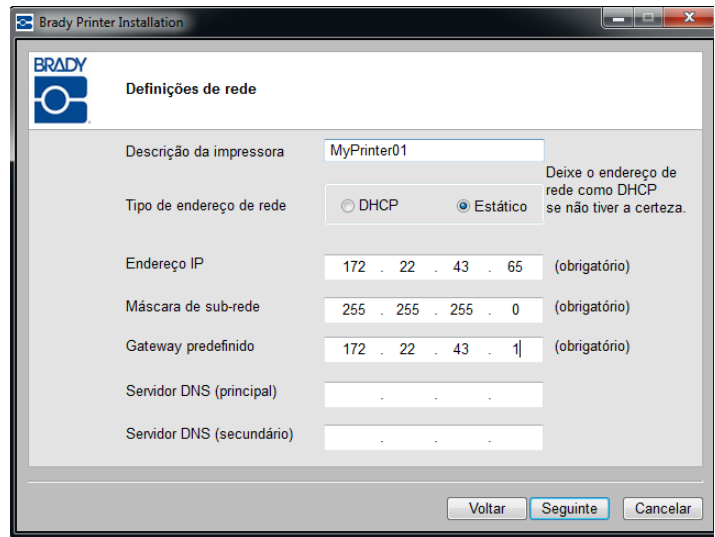 Brady Printer Installation
BRADY
Definições de rede
Descrição da impressora MyPrinter01
Deixe o endereço de
rede como DHCP
se não tiver a certeza.
Tipo de endereço de rede DHCP Estático
Endereço IP 172 . 22 . 43 . 65 (obrigatório)
Máscara de sub-rede 255 . 255 . 255 . 0 (obrigatório)
Gateway predefinido 172 . 22 . 43 . 1 (obrigatório)
Servidor DNS (principal) . . .
Servidor DNS (secundário) . . .
Voltar Seguinte Cancelar